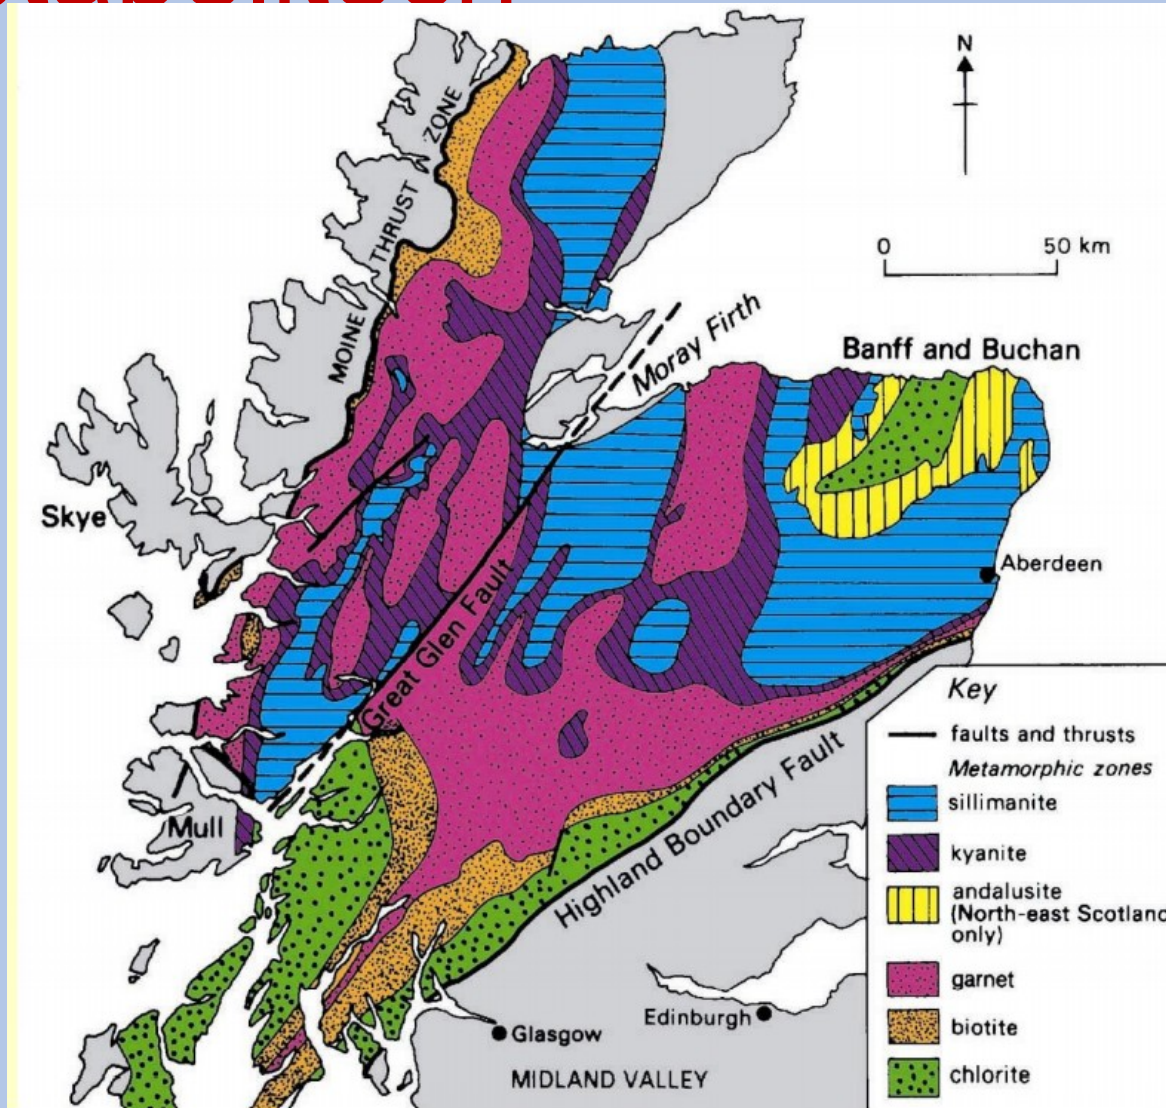 N
ZONE
THRUST
MOINE
0 50 km
Moray Firth
Banff and Buchan
Skye
Aberdeen
Great Glen Fault
Mull
Highland Boundary Fault
Edinburgh
Glasgow
MIDLAND VALLEY
Key
faults and thrusts
Metamorphic zones
sillimanite
kyanite
andalusite
(North-east Scotland
only)
garnet
biotite
chlorite